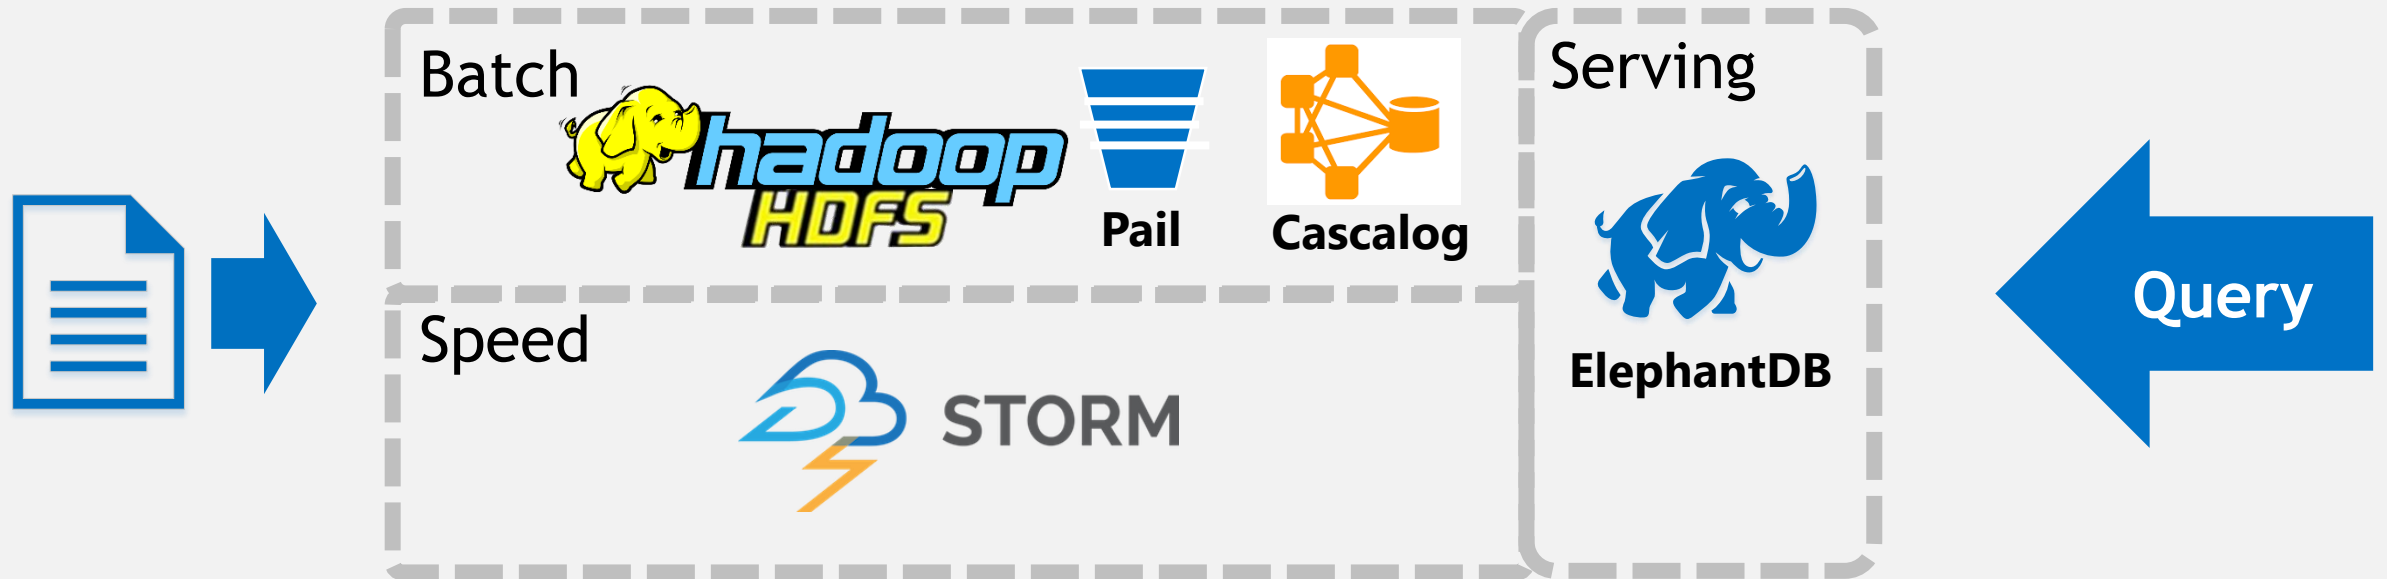 Batch
hadoop
HDFS
Pail
Cascalog
Speed
STORM
Serving
ElephantDB
Query